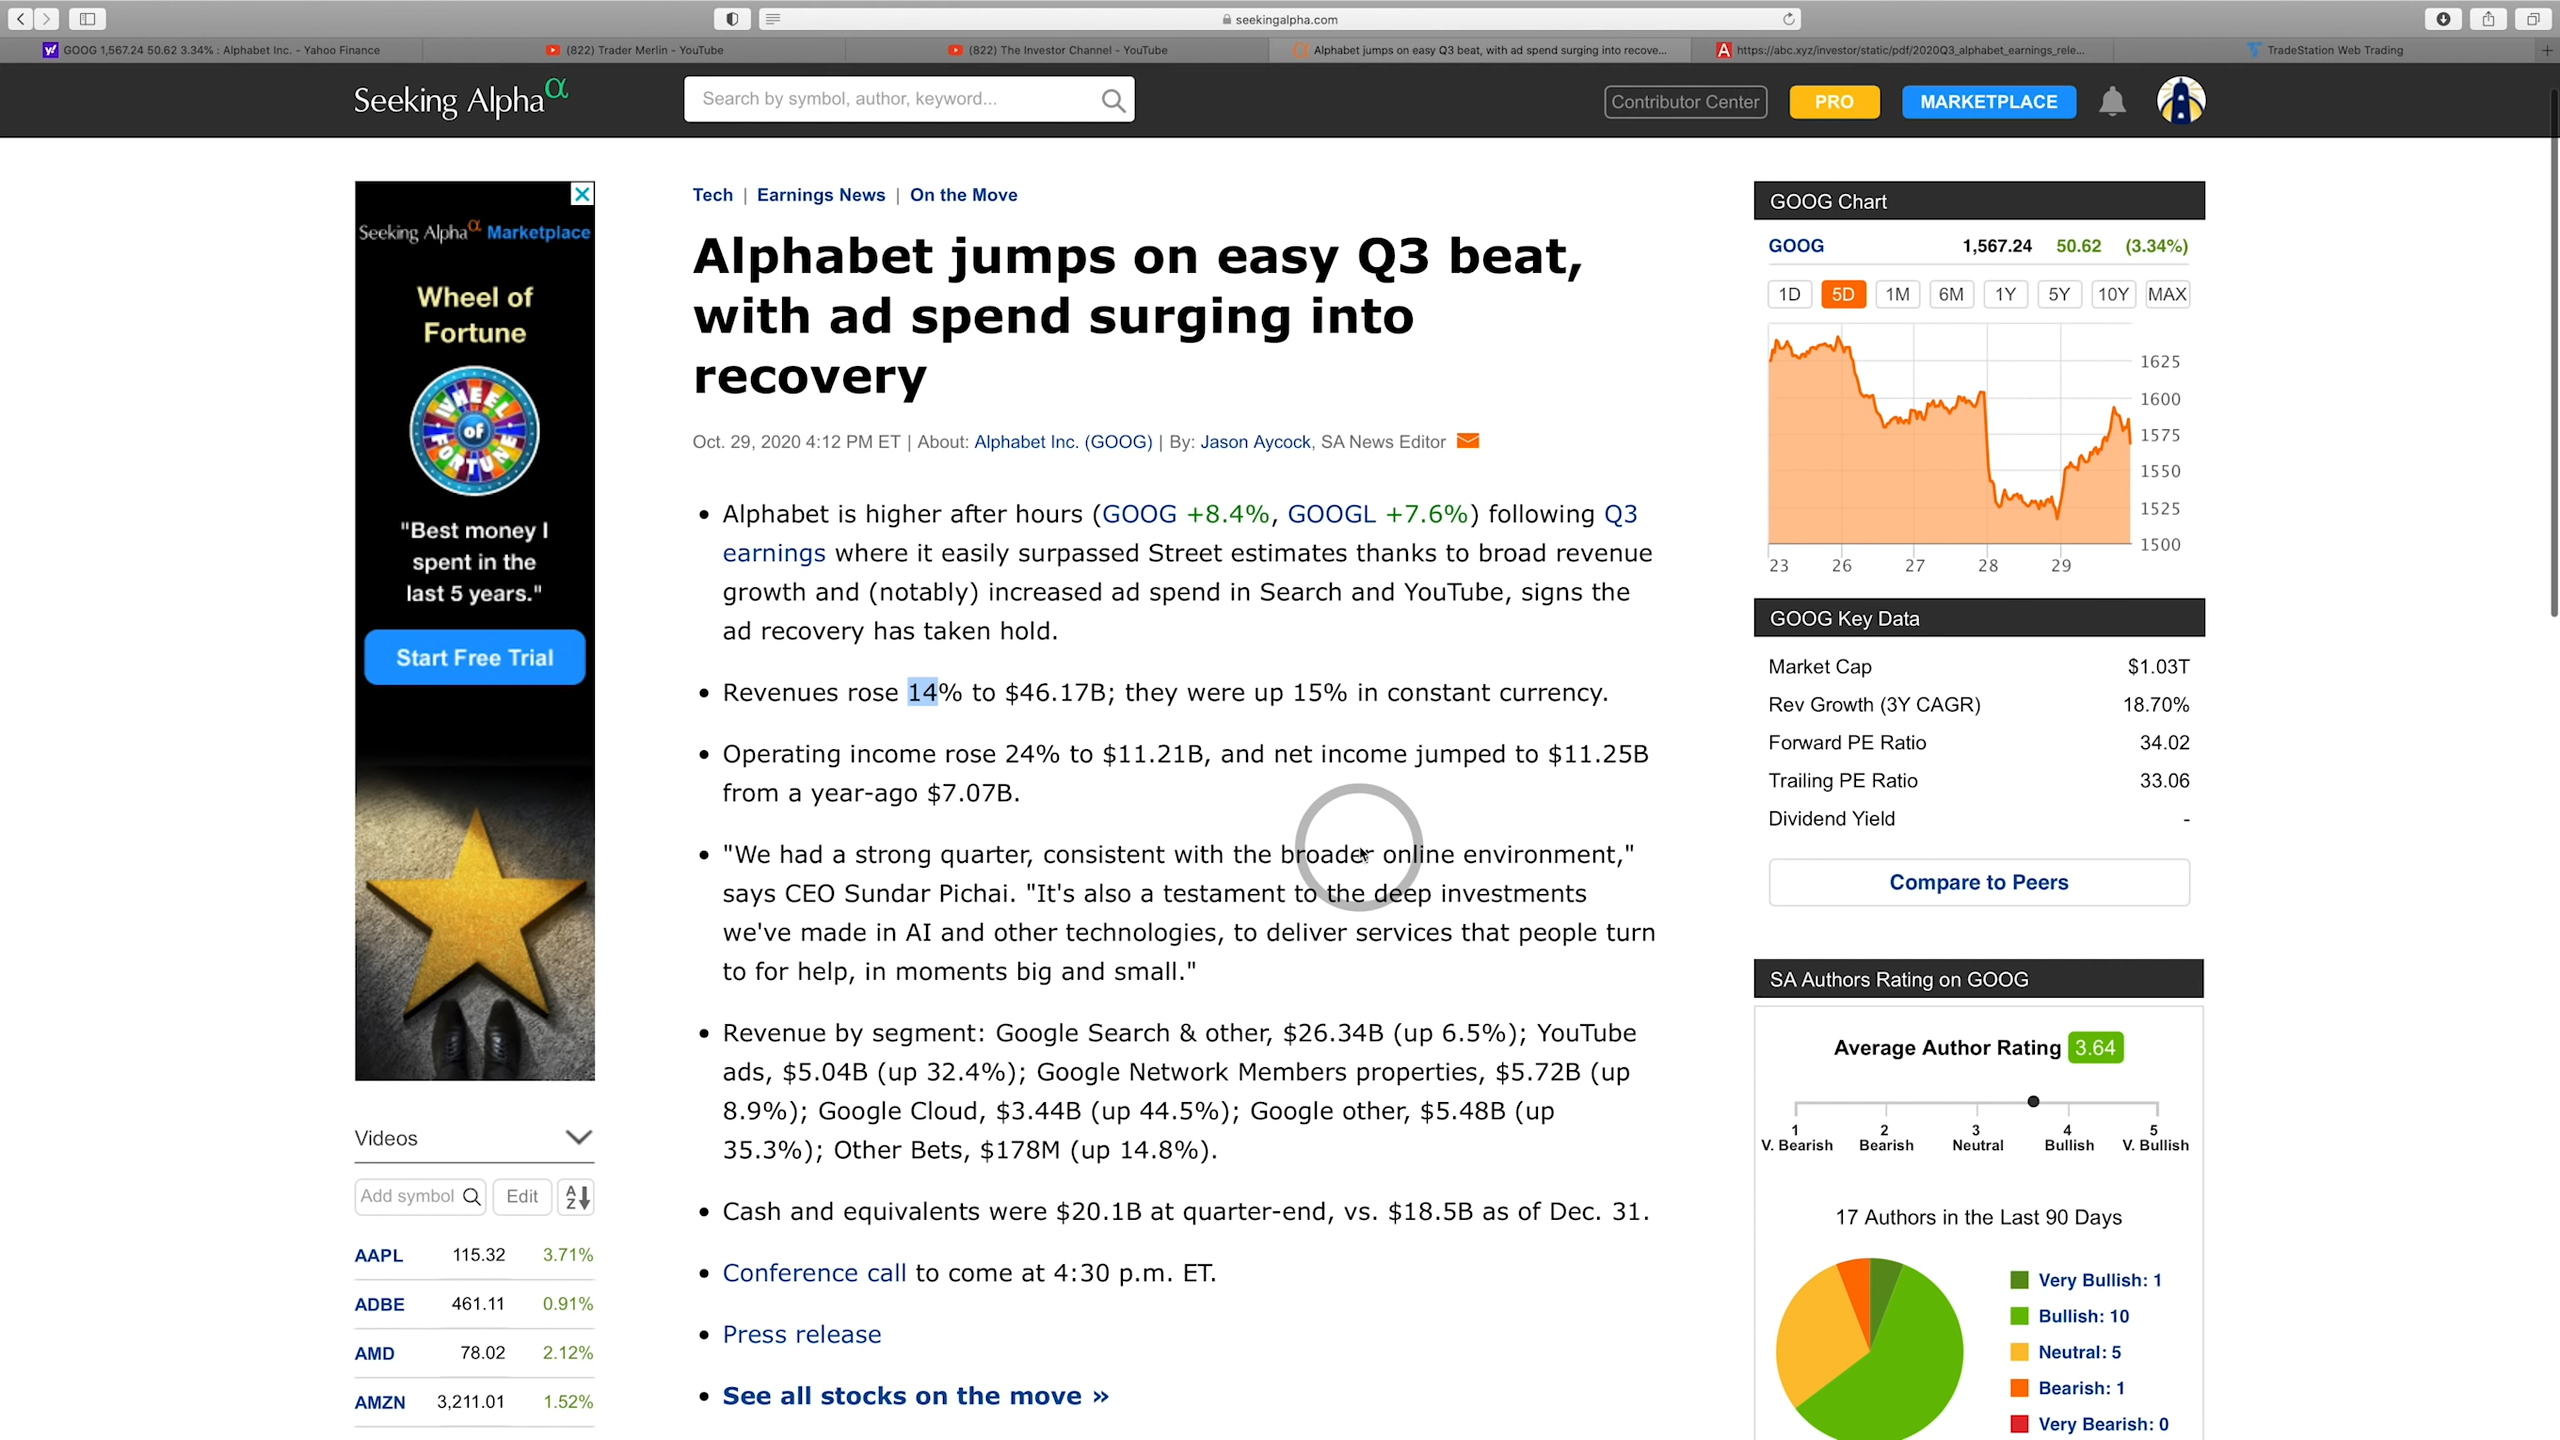 seekingalpha.com
GOOG 1,567.24 50.62 3.34% : Alphabet Inc. - Yahoo Finance
(822) Trader Merlin - YouTube
(822) The Investor Channel - YouTube
Alphabet jumps on easy Q3 beat, with ad spend surging into recove...
https://abc.xyz/investor/static/pdf/2020Q3_alphabet_earnings_rele...
TradeStation Web Trading
Seeking Alpha α
Search by symbol, author, keyword...
Contributor Center
PRO
MARKETPLACE
Seeking Alpha α Marketplace
Wheel of
Fortune
WHEEL
of
FORTUNE
"Best money I
spent in the
last 5 years."
Start Free Trial
Videos
Add symbol
Edit
A
Z
AAPL 115.32 3.71%
ADBE 461.11 0.91%
AMD 78.02 2.12%
AMZN 3,211.01 1.52%
Tech | Earnings News | On the Move
Alphabet jumps on easy Q3 beat,
with ad spend surging into
recovery
Oct. 29, 2020 4:12 PM ET | About: Alphabet Inc. (GOOG) | By: Jason Aycock, SA News Editor
• Alphabet is higher after hours (GOOG +8.4%, GOOGL +7.6%) following Q3
earnings where it easily surpassed Street estimates thanks to broad revenue
growth and (notably) increased ad spend in Search and YouTube, signs the
ad recovery has taken hold.
• Revenues rose 14% to $46.17B; they were up 15% in constant currency.
• Operating income rose 24% to $11.21B, and net income jumped to $11.25B
from a year-ago $7.07B.
• "We had a strong quarter, consistent with the broader online environment,"
says CEO Sundar Pichai. "It's also a testament to the deep investments
we've made in AI and other technologies, to deliver services that people turn
to for help, in moments big and small."
• Revenue by segment: Google Search & other, $26.34B (up 6.5%); YouTube
ads, $5.04B (up 32.4%); Google Network Members properties, $5.72B (up
8.9%); Google Cloud, $3.44B (up 44.5%); Google other, $5.48B (up
35.3%); Other Bets, $178M (up 14.8%).
• Cash and equivalents were $20.1B at quarter-end, vs. $18.5B as of Dec. 31.
• Conference call to come at 4:30 p.m. ET.
• Press release
• See all stocks on the move »
GOOG Chart
GOOG 1,567.24 50.62 (3.34%)
1D 5D 1M 6M 1Y 5Y 10Y MAX
1625
1600
1575
1550
1525
1500
23 26 27 28 29
GOOG Key Data
Market Cap $1.03T
Rev Growth (3Y CAGR) 18.70%
Forward PE Ratio 34.02
Trailing PE Ratio 33.06
Dividend Yield -
Compare to Peers
SA Authors Rating on GOOG
Average Author Rating 3.64
1 2 3 4 5
V. Bearish Bearish Neutral Bullish V. Bullish
17 Authors in the Last 90 Days
Very Bullish: 1
Bullish: 10
Neutral: 5
Bearish: 1
Very Bearish: 0